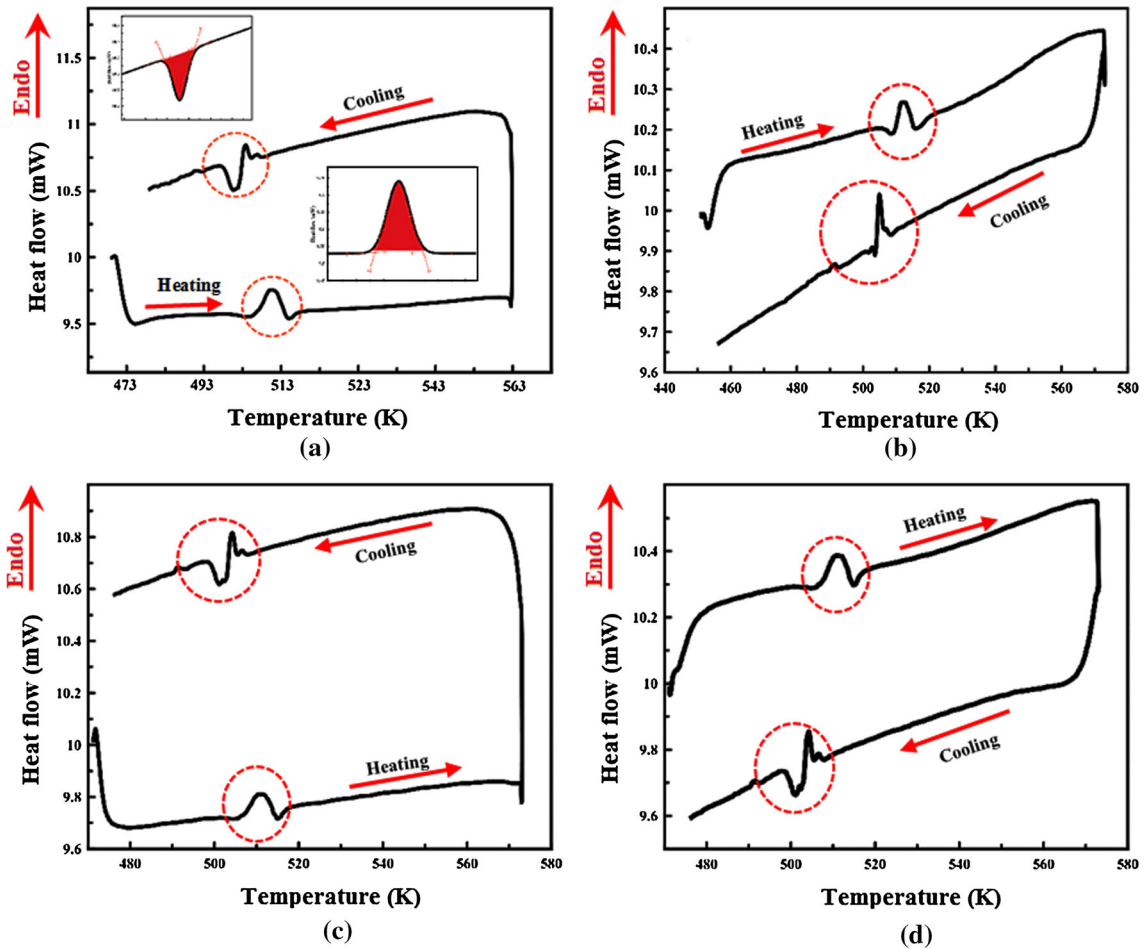 Endo
Heat flow (mW)
11.5
11
10.5
10
9.5
Cooling
Heating
473
493
513
523
543
563
Temperature (K)
(a)
Endo
Heat flow (mW)
10.4
10.3
10.2
10.1
10
9.9
9.8
9.7
9.6
Heating
Cooling
440
460
480
500
520
540
560
580
Temperature (K)
(b)
Endo
Heat flow (mW)
10.8
10.6
10.4
10.2
10
9.8
9.6
Cooling
Heating
480
500
520
540
560
580
Temperature (K)
(c)
Endo
Heat flow (mW)
10.4
10.2
10
9.8
9.6
Heating
Cooling
480
500
520
540
560
580
Temperature (K)
(d)